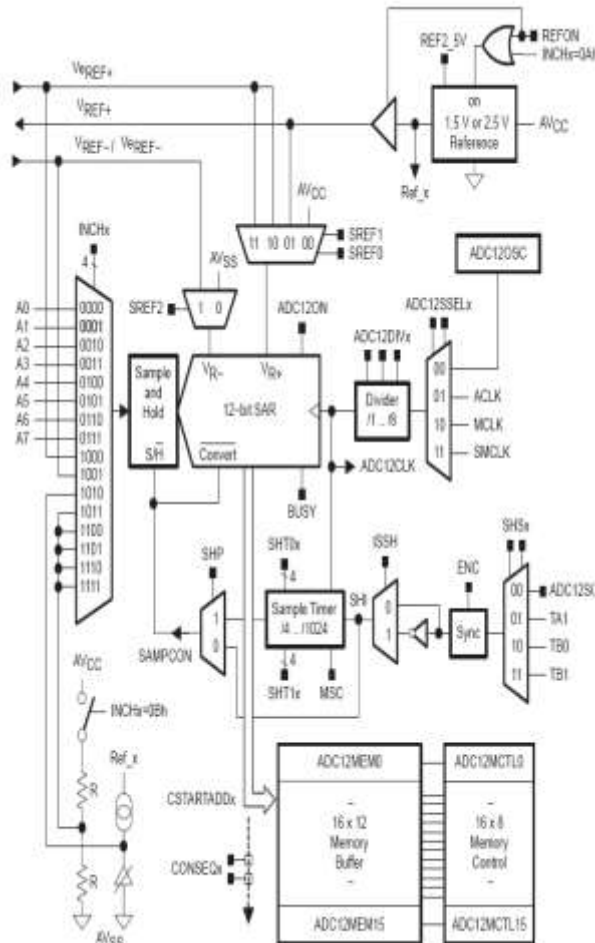 VeREF+
REF2_5V
REFON
INCHx=0Ah
VREF+
on
1.5 V or 2.5 V
Reference
AVCC
VREF- / VeREF-
Ref_x
AVCC
INCHx
4
11 10 01 00
SREF1
SREF0
ADC12OSC
AVSS
SREF2
1 0
ADC12ON
ADC12SSELx
ADC12DIVx
A0
A1
A2
A3
A4
A5
A6
A7
0000
0001
0010
0011
0100
0101
0110
0111
1000
1001
1010
1011
1100
1101
1110
1111
Sample
and
Hold
S/H
VR-
VR+
12-bit SAR
Convert
Divider
/1 ... /8
00
01
10
11
ACLK
MCLK
SMCLK
ADC12CLK
BUSY
SHP
SHT0x
4
ISSH
ENC
SHSx
1
0
Sample Timer
/4 ... /1024
SHI
0
1
Sync
00
01
10
11
ADC12SC
TA1
TB0
TB1
SAMPCON
4
SHT1x
MSC
AVCC
INCHx=0Bh
Ref_x
R
R
AVSS
CSTARTADDx
CONSEQx
ADC12MEM0
–
16 x 12
Memory
Buffer
–
ADC12MEM15
ADC12MCTL0
–
16 x 8
Memory
Control
–
ADC12MCTL15